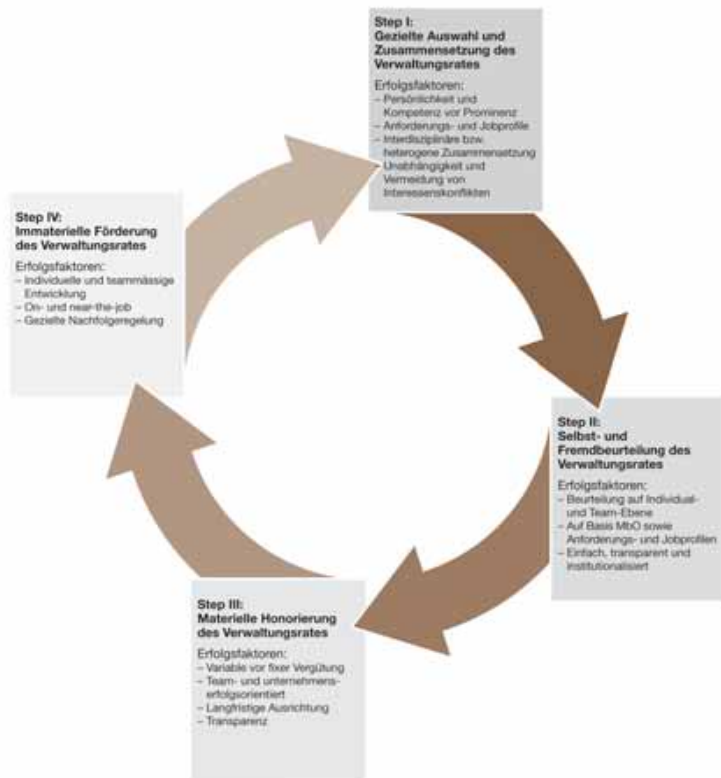 Step I:
Gezielte Auswahl und
Zusammensetzung des
Verwaltungsrates
Erfolgsfaktoren:
– Persönlichkeit und
Kompetenz vor Prominenz
– Anforderungs- und Jobprofile
– Interdisziplinäre bzw.
heterogene Zusammensetzung
– Unabhängigkeit und
Vermeidung von
Interessenskonflikten
Step II:
Selbst- und
Fremdbeurteilung des
Verwaltungsrates
Erfolgsfaktoren:
– Beurteilung auf Individual-
und Team-Ebene
– Auf Basis MbO sowie
Anforderungs- und Jobprofilen
– Einfach, transparent und
institutionalisiert
Step III:
Materielle Honorierung
des Verwaltungsrates
Erfolgsfaktoren:
– Variable vor fixer Vergütung
– Team- und unternehmens-
erfolgsorientiert
– Langfristige Ausrichtung
– Transparenz
Step IV:
Immaterielle Förderung
des Verwaltungsrates
Erfolgsfaktoren:
– Individuelle und teammässige
Entwicklung
– On- und near-the-job
– Gezielte Nachfolgeregelung